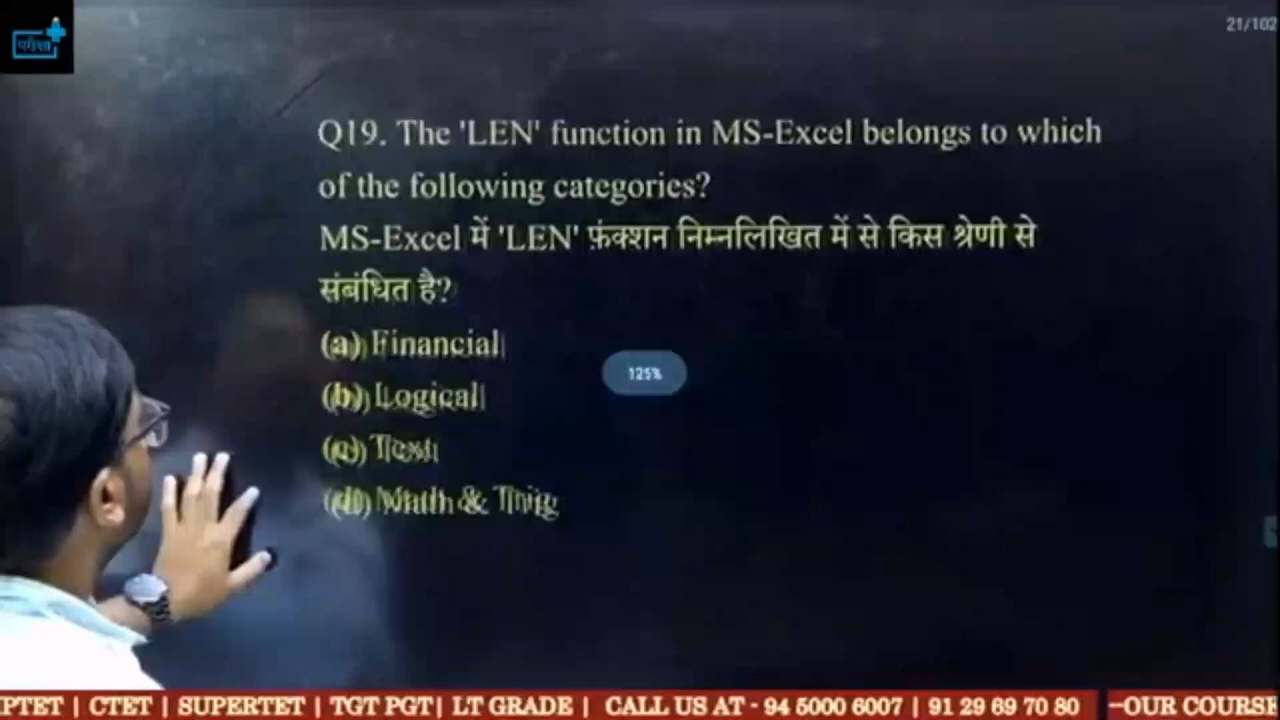 21/102
Q19. The 'LEN' function in MS-Excel belongs to which
of the following categories?
MS-Excel में 'LEN' फ़ंक्शन निम्नलिखित में से किस श्रेणी से
संबंधित है?
(a) Financial
(b) Logical
125%
(c) Text
(d) Math & Trig
PTET | CTET | SUPERTET | TGT PGT| LT GRADE | CALL US AT - 94 5000 6007 | 91 29 69 70 80 -OUR COURSE